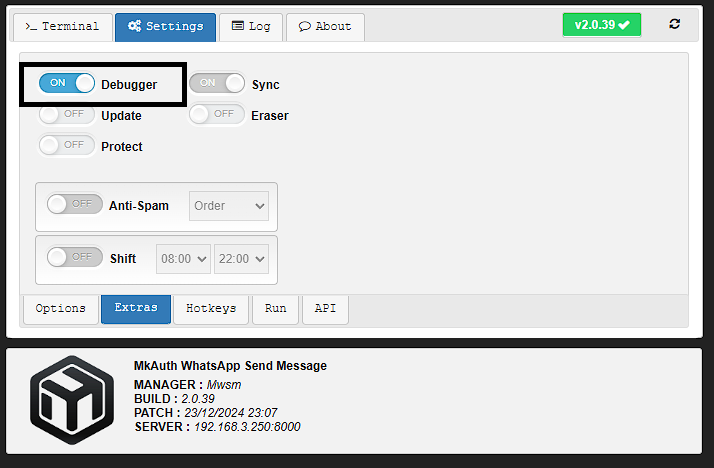 >_ Terminal Settings Log About v2.0.39
ON Debugger ON Sync
OFF Update OFF Eraser
OFF Protect
OFF Anti-Spam Order
OFF Shift 08:00 22:00
Options Extras Hotkeys Run API
MkAuth WhatsApp Send Message
MANAGER : Mwsm
BUILD : 2.0.39
PATCH : 23/12/2024 23:07
SERVER : 192.168.3.250:8000